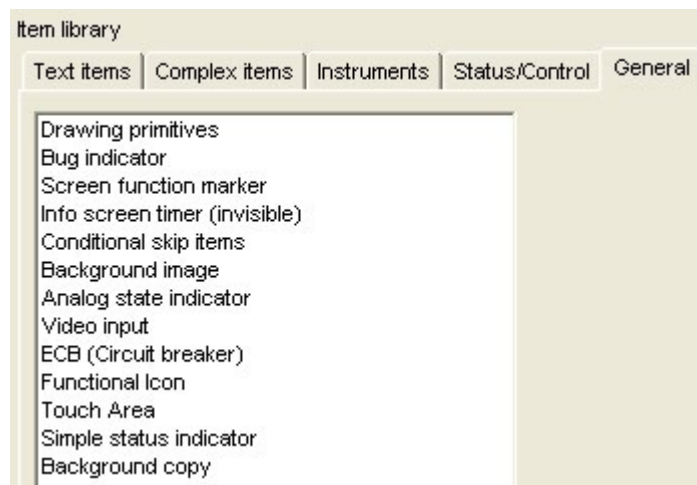 Item library
Text items Complex items Instruments Status/Control General
Drawing primitives
Bug indicator
Screen function marker
Info screen timer (invisible)
Conditional skip items
Background image
Analog state indicator
Video input
ECB (Circuit breaker)
Functional Icon
Touch Area
Simple status indicator
Background copy